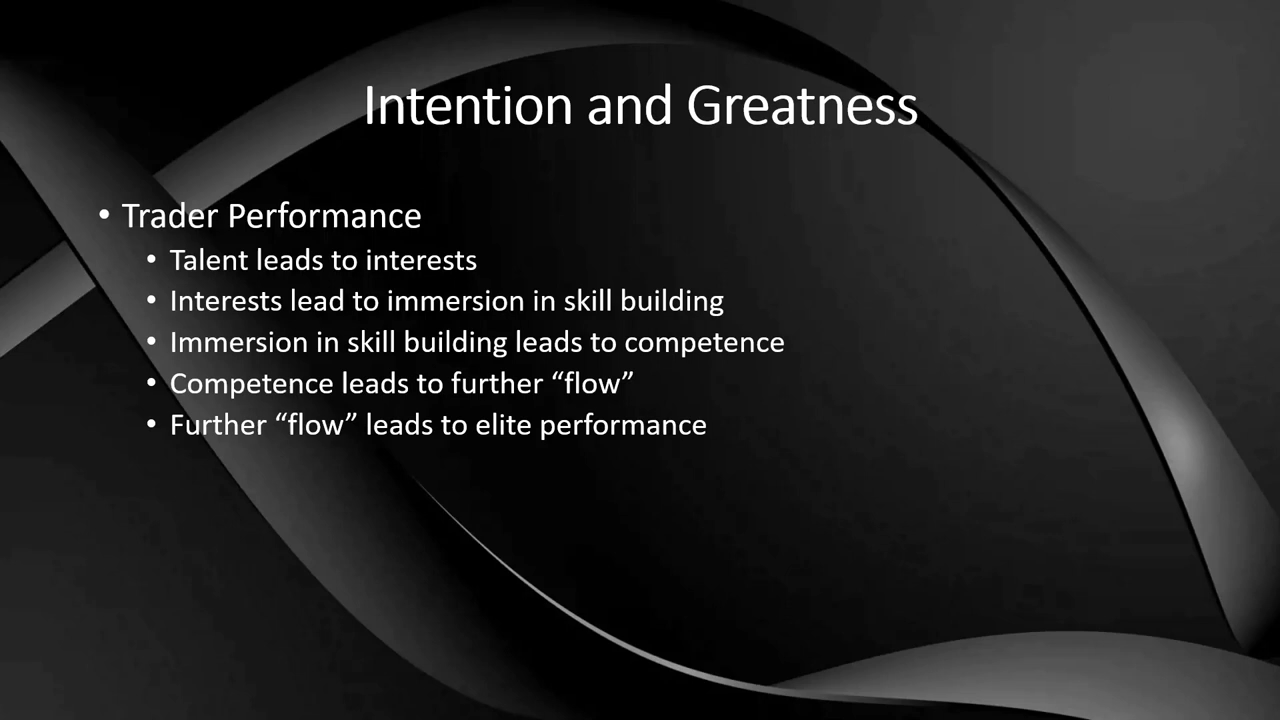 Intention and Greatness
• Trader Performance
• Talent leads to interests
• Interests lead to immersion in skill building
• Immersion in skill building leads to competence
• Competence leads to further “flow”
• Further “flow” leads to elite performance